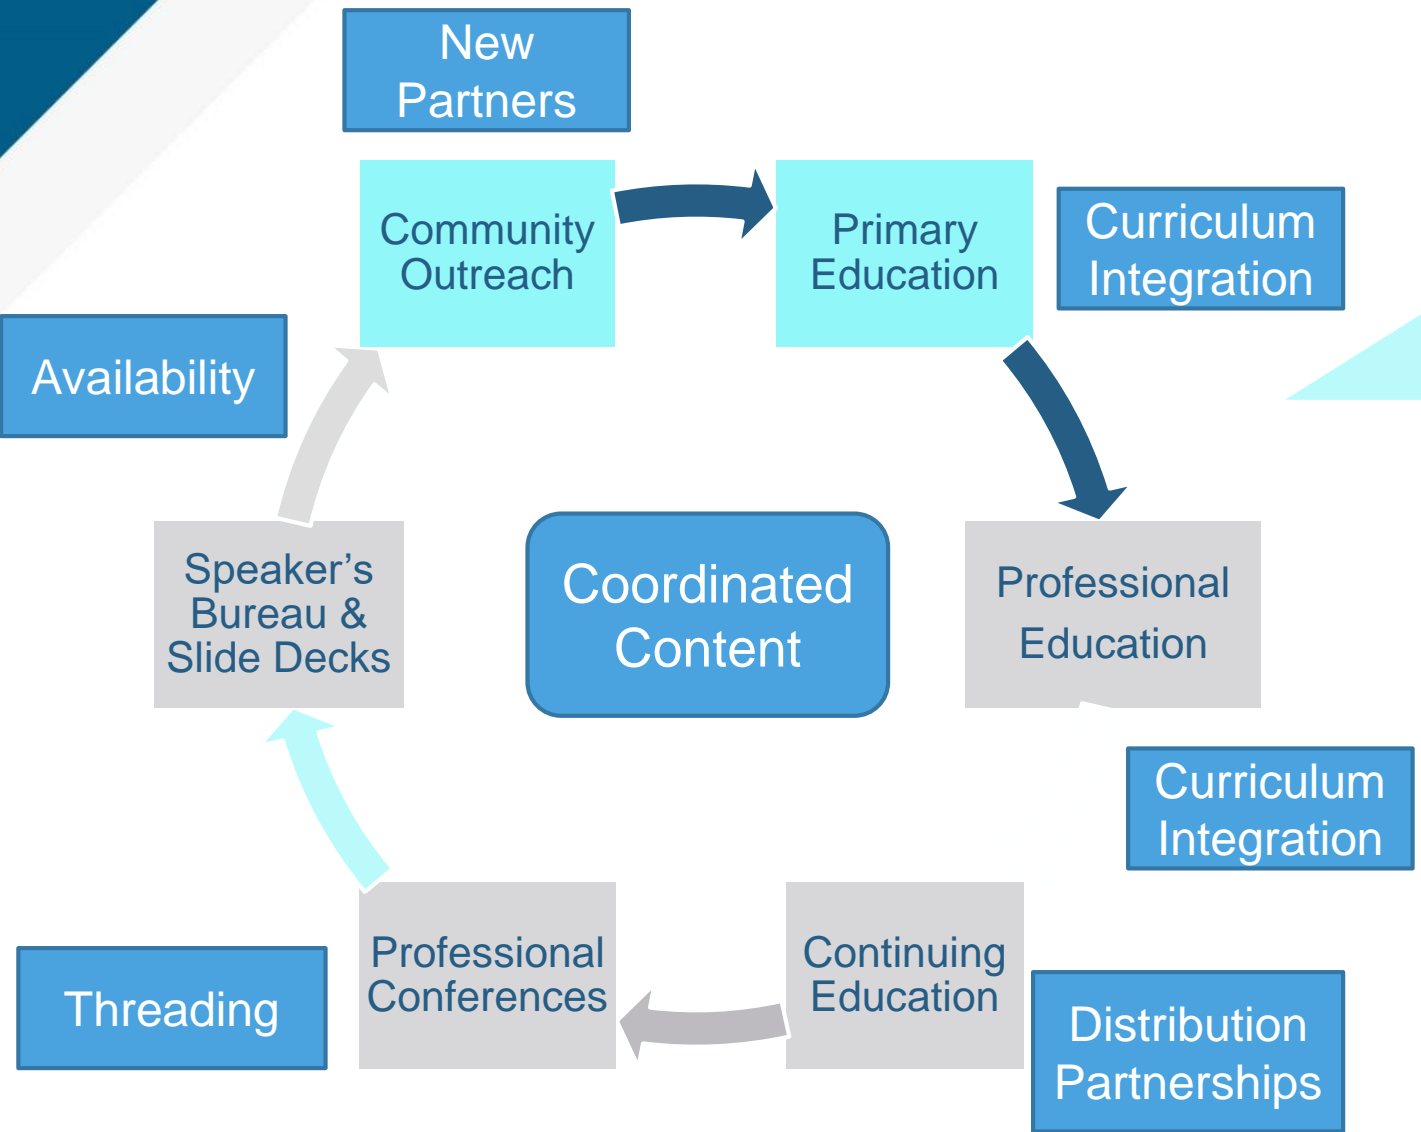 New
Partners
Community
Outreach
Primary
Education
Curriculum
Integration
Availability
Speaker’s
Bureau &
Slide Decks
Coordinated
Content
Professional
Education
Curriculum
Integration
Professional
Conferences
Continuing
Education
Threading
Distribution
Partnerships